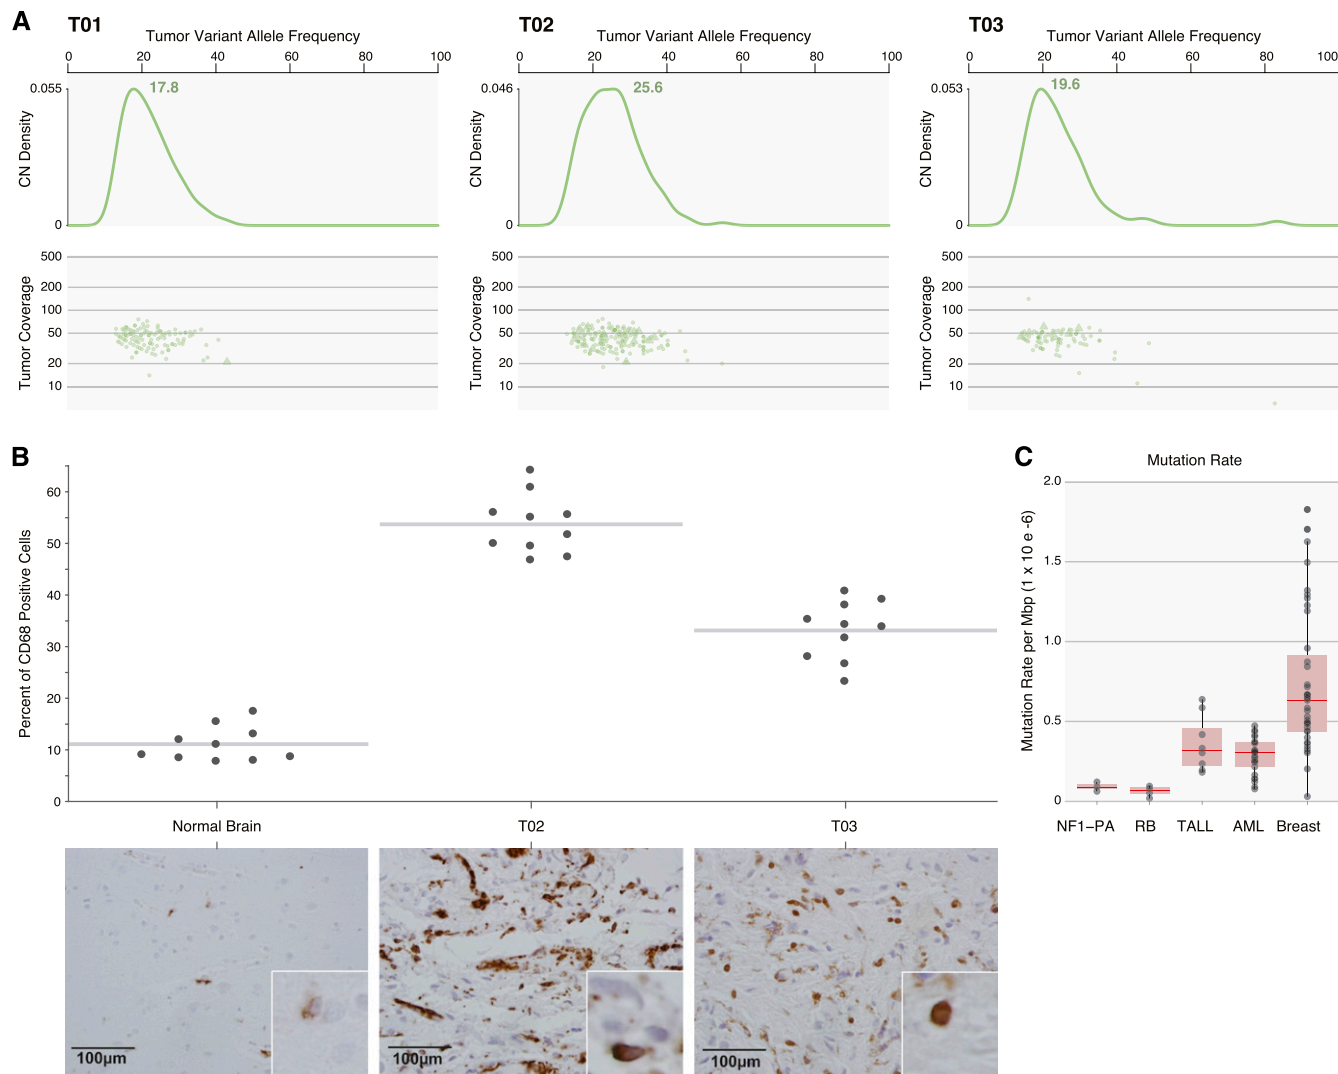 A
T01
Tumor Variant Allele Frequency
0 20 40 60 80 100
0.055
17.8
CN Density
0
500
200
100
50
20
10
Tumor Coverage
T02
Tumor Variant Allele Frequency
0 20 40 60 80 100
0.046
25.6
CN Density
0
500
200
100
50
20
10
Tumor Coverage
T03
Tumor Variant Allele Frequency
0 20 40 60 80 100
0.053
19.6
CN Density
0
500
200
100
50
20
10
Tumor Coverage
B
Percent of CD68 Positive Cells
60
50
40
30
20
10
0
Normal Brain T02 T03
100μm
100μm
100μm
C
Mutation Rate
Mutation Rate per Mbp (1 x 10 e -6)
2.0
1.5
1.0
0.5
0
NF1-PA RB TALL AML Breast